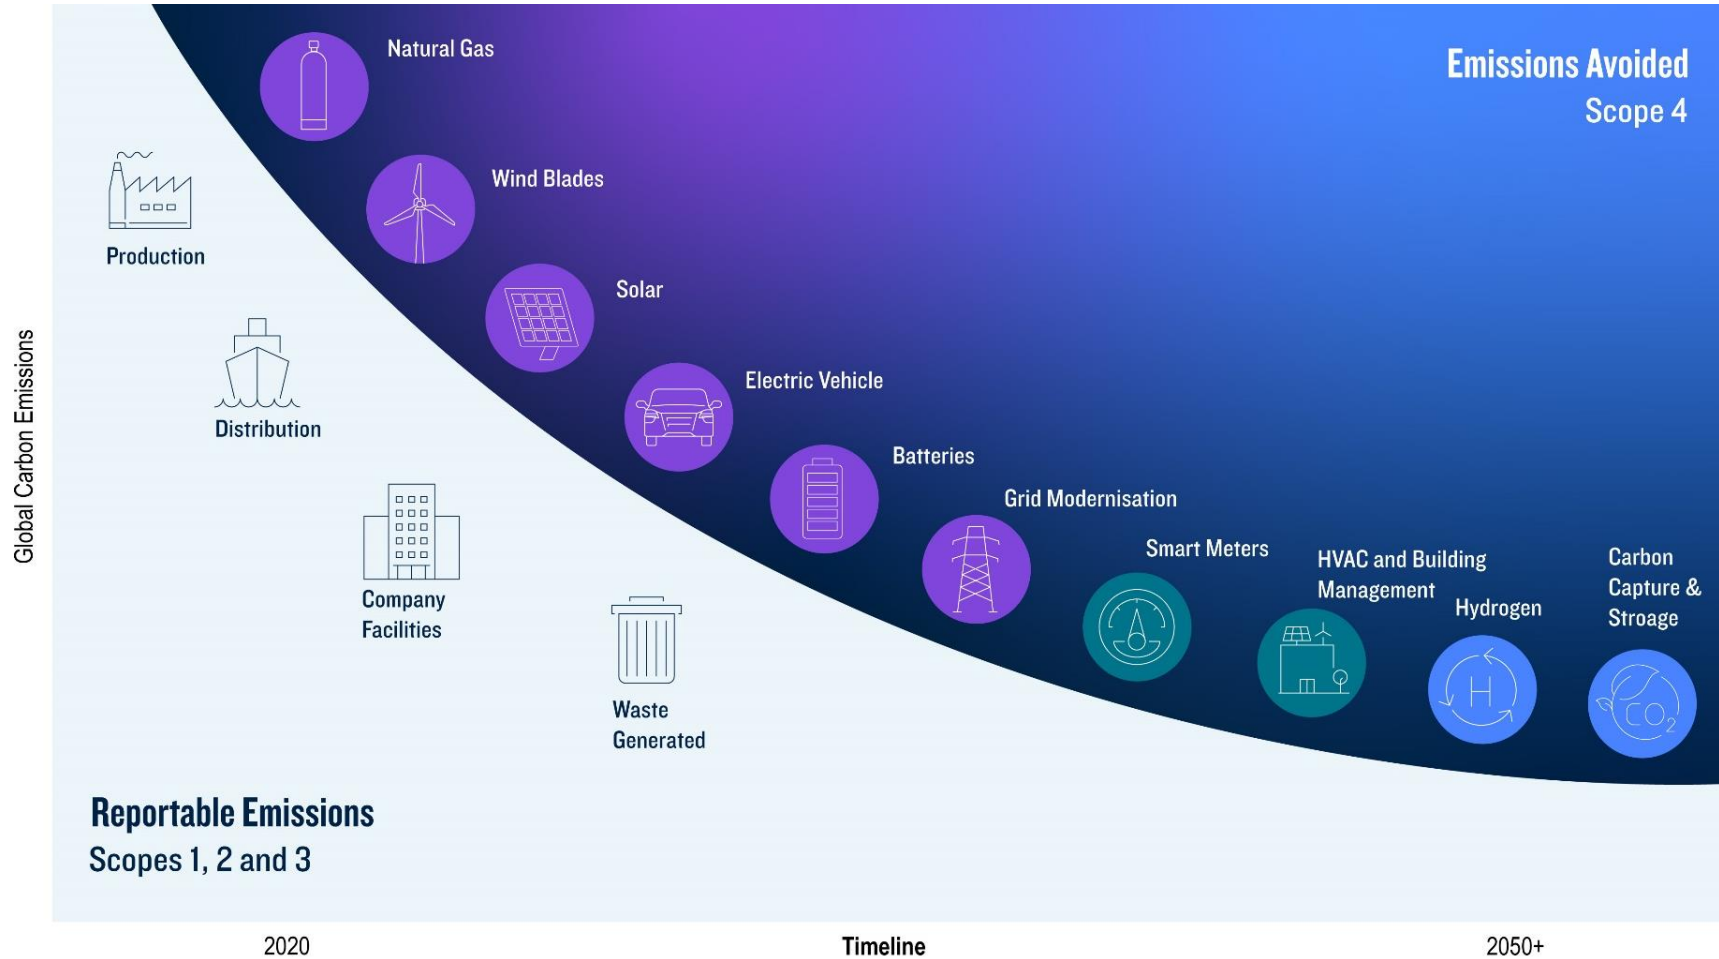 Natural Gas
Emissions Avoided
Scope 4
Wind Blades
Production
Solar
Electric Vehicle
Distribution
Batteries
Grid Modernisation
Smart Meters
HVAC and Building
Management
Hydrogen
Carbon
Capture &
Stroage
H
CO2
Company
Facilities
Waste
Generated
Reportable Emissions
Scopes 1, 2 and 3
Global Carbon Emissions
2020
Timeline
2050+